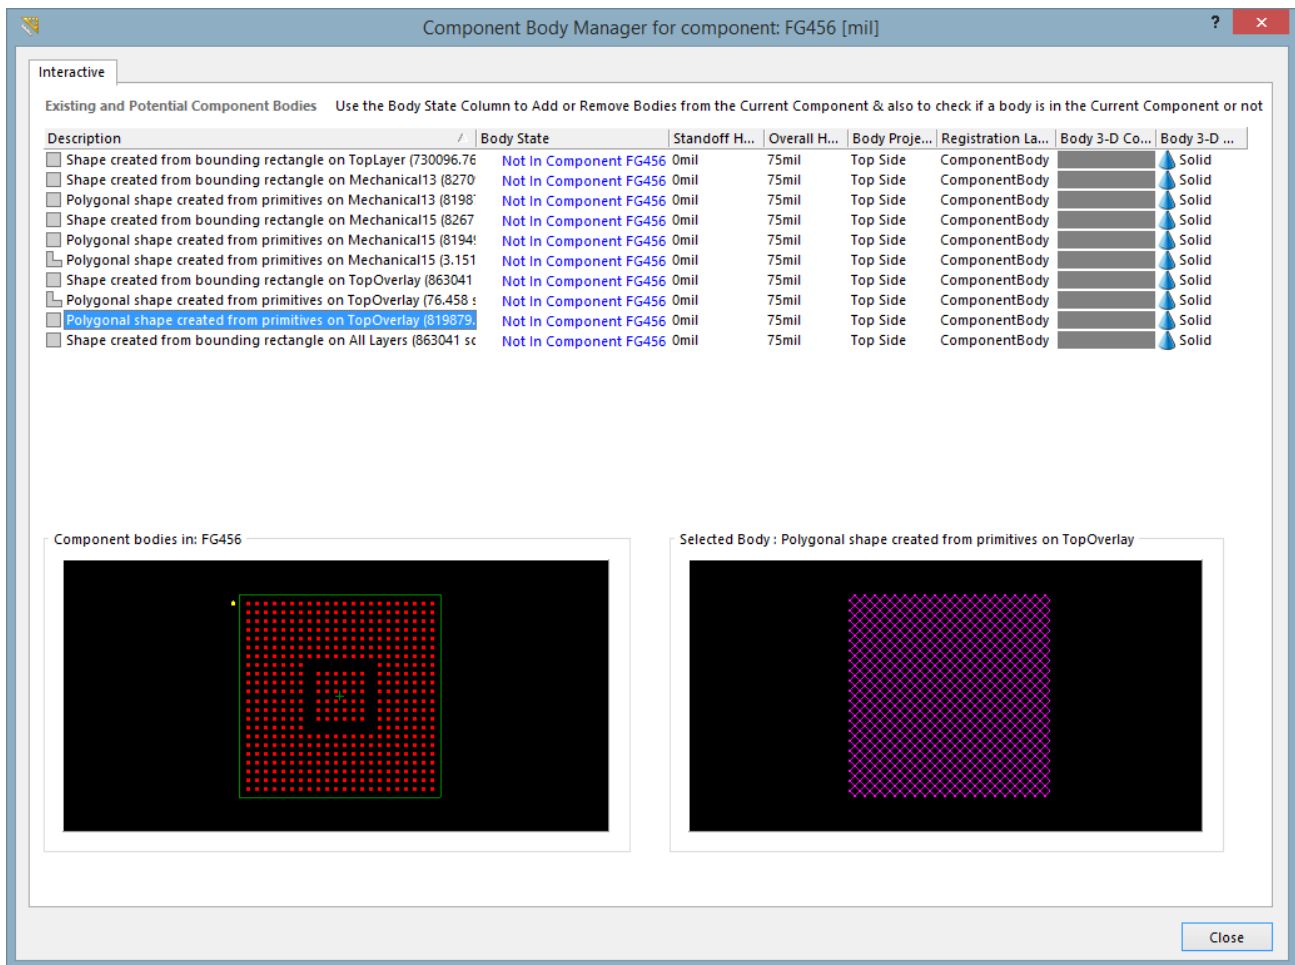 Component Body Manager for component: FG456 [mil]
?
Interactive
Existing and Potential Component Bodies Use the Body State Column to Add or Remove Bodies from the Current Component & also to check if a body is in the Current Component or not
Description Body State Standoff H... Overall H... Body Proje... Registration La... Body 3-D Co... Body 3-D ...
Shape created from bounding rectangle on TopLayer (730096.76 Not In Component FG456 0mil 75mil Top Side ComponentBody Solid
Shape created from bounding rectangle on Mechanical13 (8270 Not In Component FG456 0mil 75mil Top Side ComponentBody Solid
Polygonal shape created from primitives on Mechanical13 (8198 Not In Component FG456 0mil 75mil Top Side ComponentBody Solid
Shape created from bounding rectangle on Mechanical15 (8267 Not In Component FG456 0mil 75mil Top Side ComponentBody Solid
Polygonal shape created from primitives on Mechanical15 (8194 Not In Component FG456 0mil 75mil Top Side ComponentBody Solid
Polygonal shape created from primitives on Mechanical15 (3.151 Not In Component FG456 0mil 75mil Top Side ComponentBody Solid
Shape created from bounding rectangle on TopOverlay (863041 Not In Component FG456 0mil 75mil Top Side ComponentBody Solid
Polygonal shape created from primitives on TopOverlay (76.458 s Not In Component FG456 0mil 75mil Top Side ComponentBody Solid
Polygonal shape created from primitives on TopOverlay (819879. Not In Component FG456 0mil 75mil Top Side ComponentBody Solid
Shape created from bounding rectangle on All Layers (863041 sc Not In Component FG456 0mil 75mil Top Side ComponentBody Solid
Component bodies in: FG456
Selected Body : Polygonal shape created from primitives on TopOverlay
Close